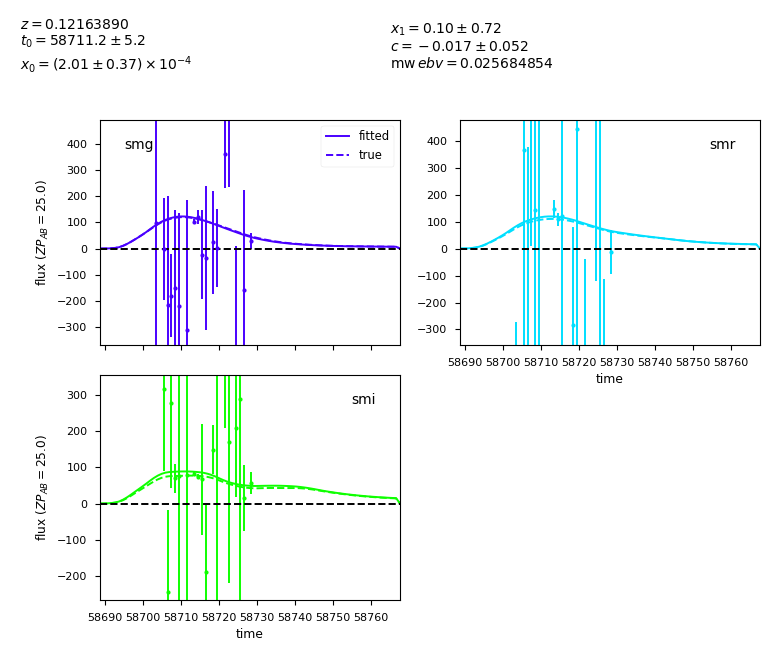 z = 0.12163890
t₀ = 58711.2 ± 5.2
x₀ = (2.01 ± 0.37) × 10⁻⁴
x₁ = 0.10 ± 0.72
c = −0.017 ± 0.052
mw ebv = 0.025684854
smg
fitted
true
400
300
200
100
0
−100
−200
−300
flux (ZP_AB = 25.0)
smr
400
300
200
100
0
−100
−200
−300
58690 58700 58710 58720 58730 58740 58750 58760
time
smi
300
200
100
0
−100
−200
flux (ZP_AB = 25.0)
58690 58700 58710 58720 58730 58740 58750 58760
time